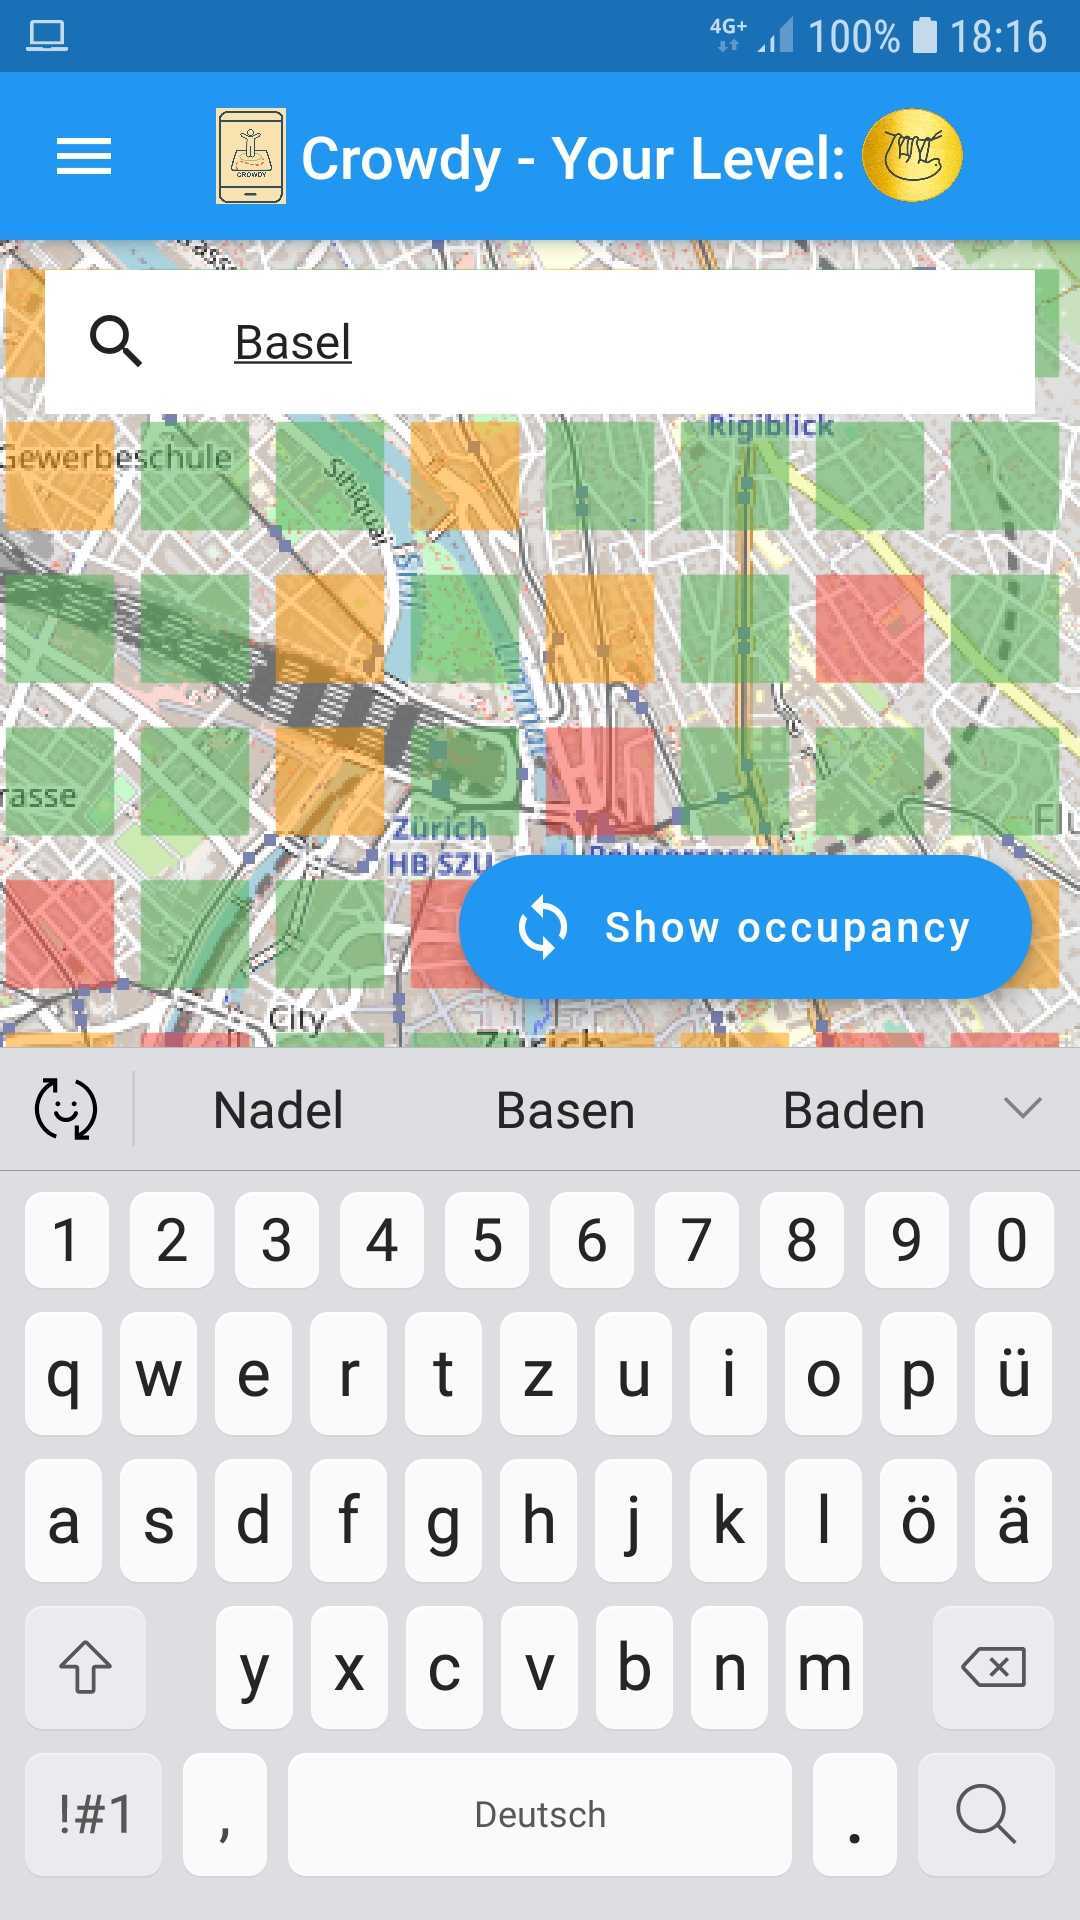 4G+ 100% 18:16
CROWDY
Crowdy - Your Level:
Basel
Rigiblick
Gewerbeschule
Sihlquai
Sihl
Limmat
rasse
Zürich
HB SZU
Show occupancy
City
Zürich
Nadel Basen Baden
1 2 3 4 5 6 7 8 9 0
q w e r t z u i o p ü
a s d f g h j k l ö ä
y x c v b n m
!#1 , Deutsch .